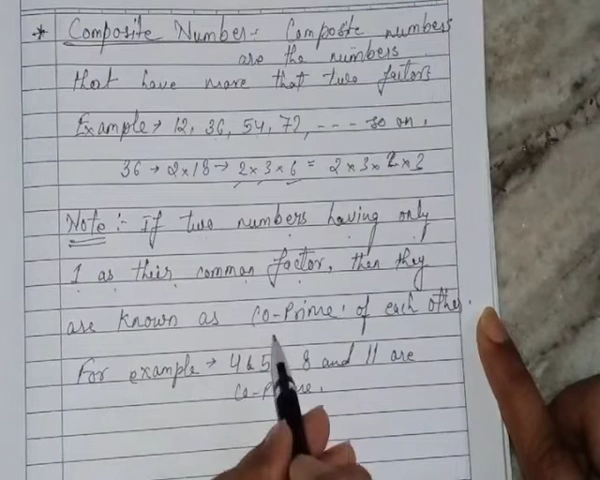 * Composite Number:- Composite numbers
are the numbers
that have more that two factors
Example → 12, 36, 54, 72, ---- so on.
36 → 2 x 18 → 2 x 3 x 6 = 2 x 3 x 2 x 3
Note:- If two numbers having only
1 as their common factor, then they
are known as Co-Prime of each other.
For example → 4 & 5 8 and 11 are
Co-Prime.